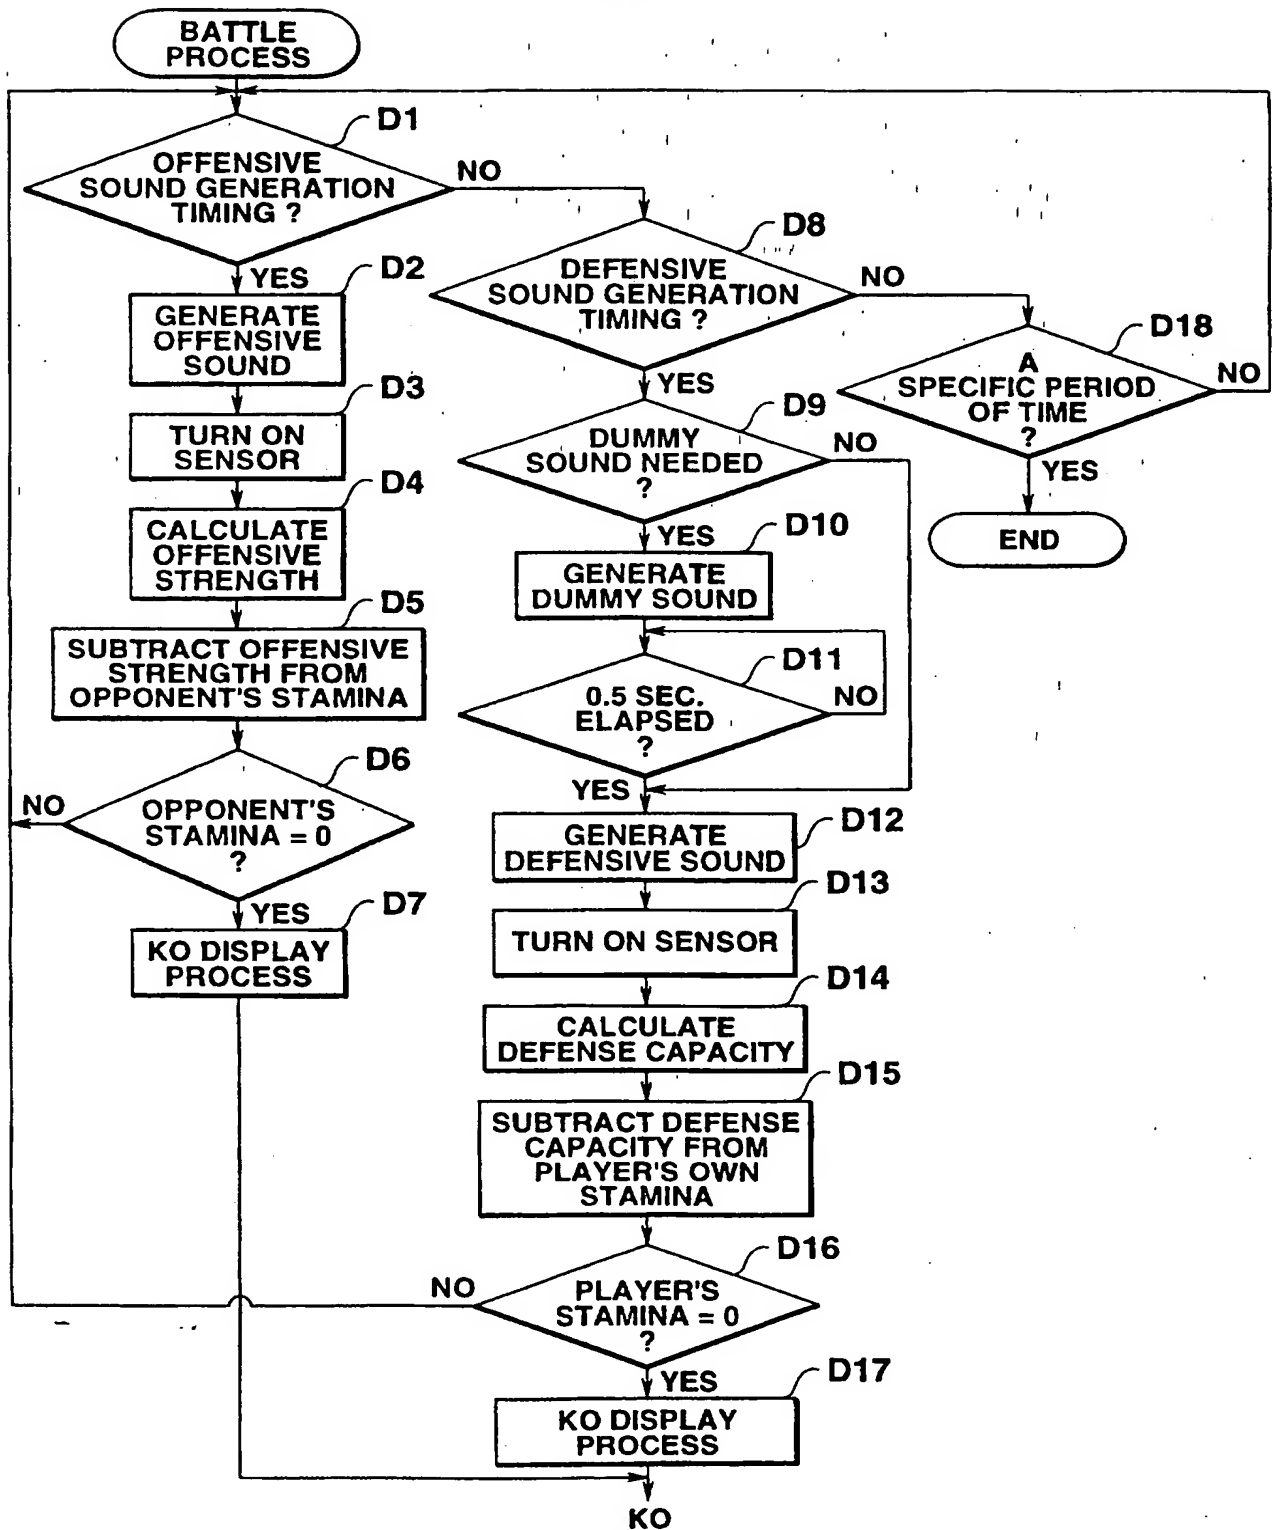 BATTLE
PROCESS
D1
OFFENSIVE
SOUND GENERATION
TIMING ?
NO
YES
D2
GENERATE
OFFENSIVE
SOUND
D3
TURN ON
SENSOR
D4
CALCULATE
OFFENSIVE
STRENGTH
D5
SUBTRACT OFFENSIVE
STRENGTH FROM
OPPONENT'S STAMINA
D6
OPPONENT'S
STAMINA = 0
?
NO
YES
D7
KO DISPLAY
PROCESS
D8
DEFENSIVE
SOUND GENERATION
TIMING ?
NO
YES
D9
DUMMY
SOUND NEEDED
?
NO
YES
D10
GENERATE
DUMMY SOUND
D11
0.5 SEC.
ELAPSED
?
NO
YES
D12
GENERATE
DEFENSIVE SOUND
D13
TURN ON SENSOR
D14
CALCULATE
DEFENSE CAPACITY
D15
SUBTRACT DEFENSE
CAPACITY FROM
PLAYER'S OWN
STAMINA
D16
PLAYER'S
STAMINA = 0
?
NO
YES
D17
KO DISPLAY
PROCESS
KO
D18
A
SPECIFIC PERIOD
OF TIME
?
NO
YES
END